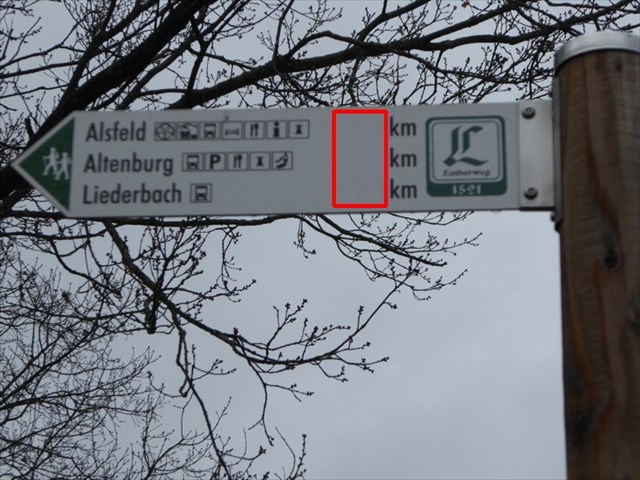 Alsfeld km
Altenburg P km
Liederbach km
L
Lutherweg
1521